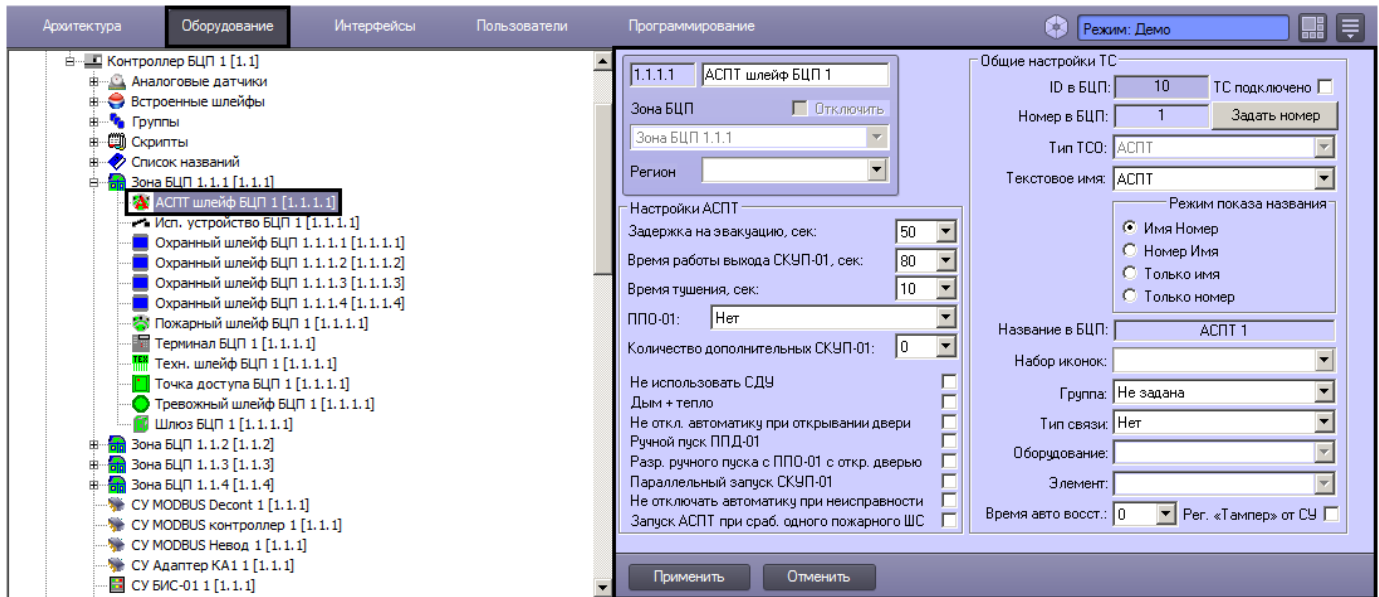 Архитектура Оборудование Интерфейсы Пользователи Программирование Режим: Демо
Контроллер БЦП 1 [1.1]
Аналоговые датчики
Встроенные шлейфы
Группы
Скрипты
Список названий
Зона БЦП 1.1.1 [1.1.1]
АСПТ шлейф БЦП 1 [1.1.1.1]
Исп. устройство БЦП 1 [1.1.1.1]
Охранный шлейф БЦП 1.1.1.1 [1.1.1.1]
Охранный шлейф БЦП 1.1.1.2 [1.1.1.2]
Охранный шлейф БЦП 1.1.1.3 [1.1.1.3]
Охранный шлейф БЦП 1.1.1.4 [1.1.1.4]
Пожарный шлейф БЦП 1 [1.1.1.1]
Терминал БЦП 1 [1.1.1.1]
ТЕХ Техн. шлейф БЦП 1 [1.1.1.1]
Точка доступа БЦП 1 [1.1.1.1]
Тревожный шлейф БЦП 1 [1.1.1.1]
Шлюз БЦП 1 [1.1.1.1]
Зона БЦП 1.1.2 [1.1.2]
Зона БЦП 1.1.3 [1.1.3]
Зона БЦП 1.1.4 [1.1.4]
СУ MODBUS Decont 1 [1.1.1]
СУ MODBUS контроллер 1 [1.1.1]
СУ MODBUS Невод 1 [1.1.1]
СУ Адаптер КА1 1 [1.1.1]
СУ БИС-01 1 [1.1.1]
1.1.1.1 АСПТ шлейф БЦП 1
Зона БЦП Отключить
Зона БЦП 1.1.1
Регион
Настройки АСПТ
Задержка на эвакуацию, сек: 50
Время работы выхода СКУП-01, сек: 80
Время тушения, сек: 10
ППО-01: Нет
Количество дополнительных СКУП-01: 0
Не использовать СДУ
Дым + тепло
Не откл. автоматику при открывании двери
Ручной пуск ППД-01
Разр. ручного пуска с ППО-01 с откр. дверью
Параллельный запуск СКУП-01
Не отключать автоматику при неисправности
Запуск АСПТ при сраб. одного пожарного ШС
Общие настройки ТС
ID в БЦП: 10 ТС подключено
Номер в БЦП: 1 Задать номер
Тип ТСО: АСПТ
Текстовое имя: АСПТ
Режим показа названия
Имя Номер
Номер Имя
Только имя
Только номер
Название в БЦП: АСПТ 1
Набор иконок:
Группа: Не задана
Тип связи: Нет
Оборудование:
Элемент:
Время авто восст.: 0 Рег. «Тампер» от СУ
Применить Отменить